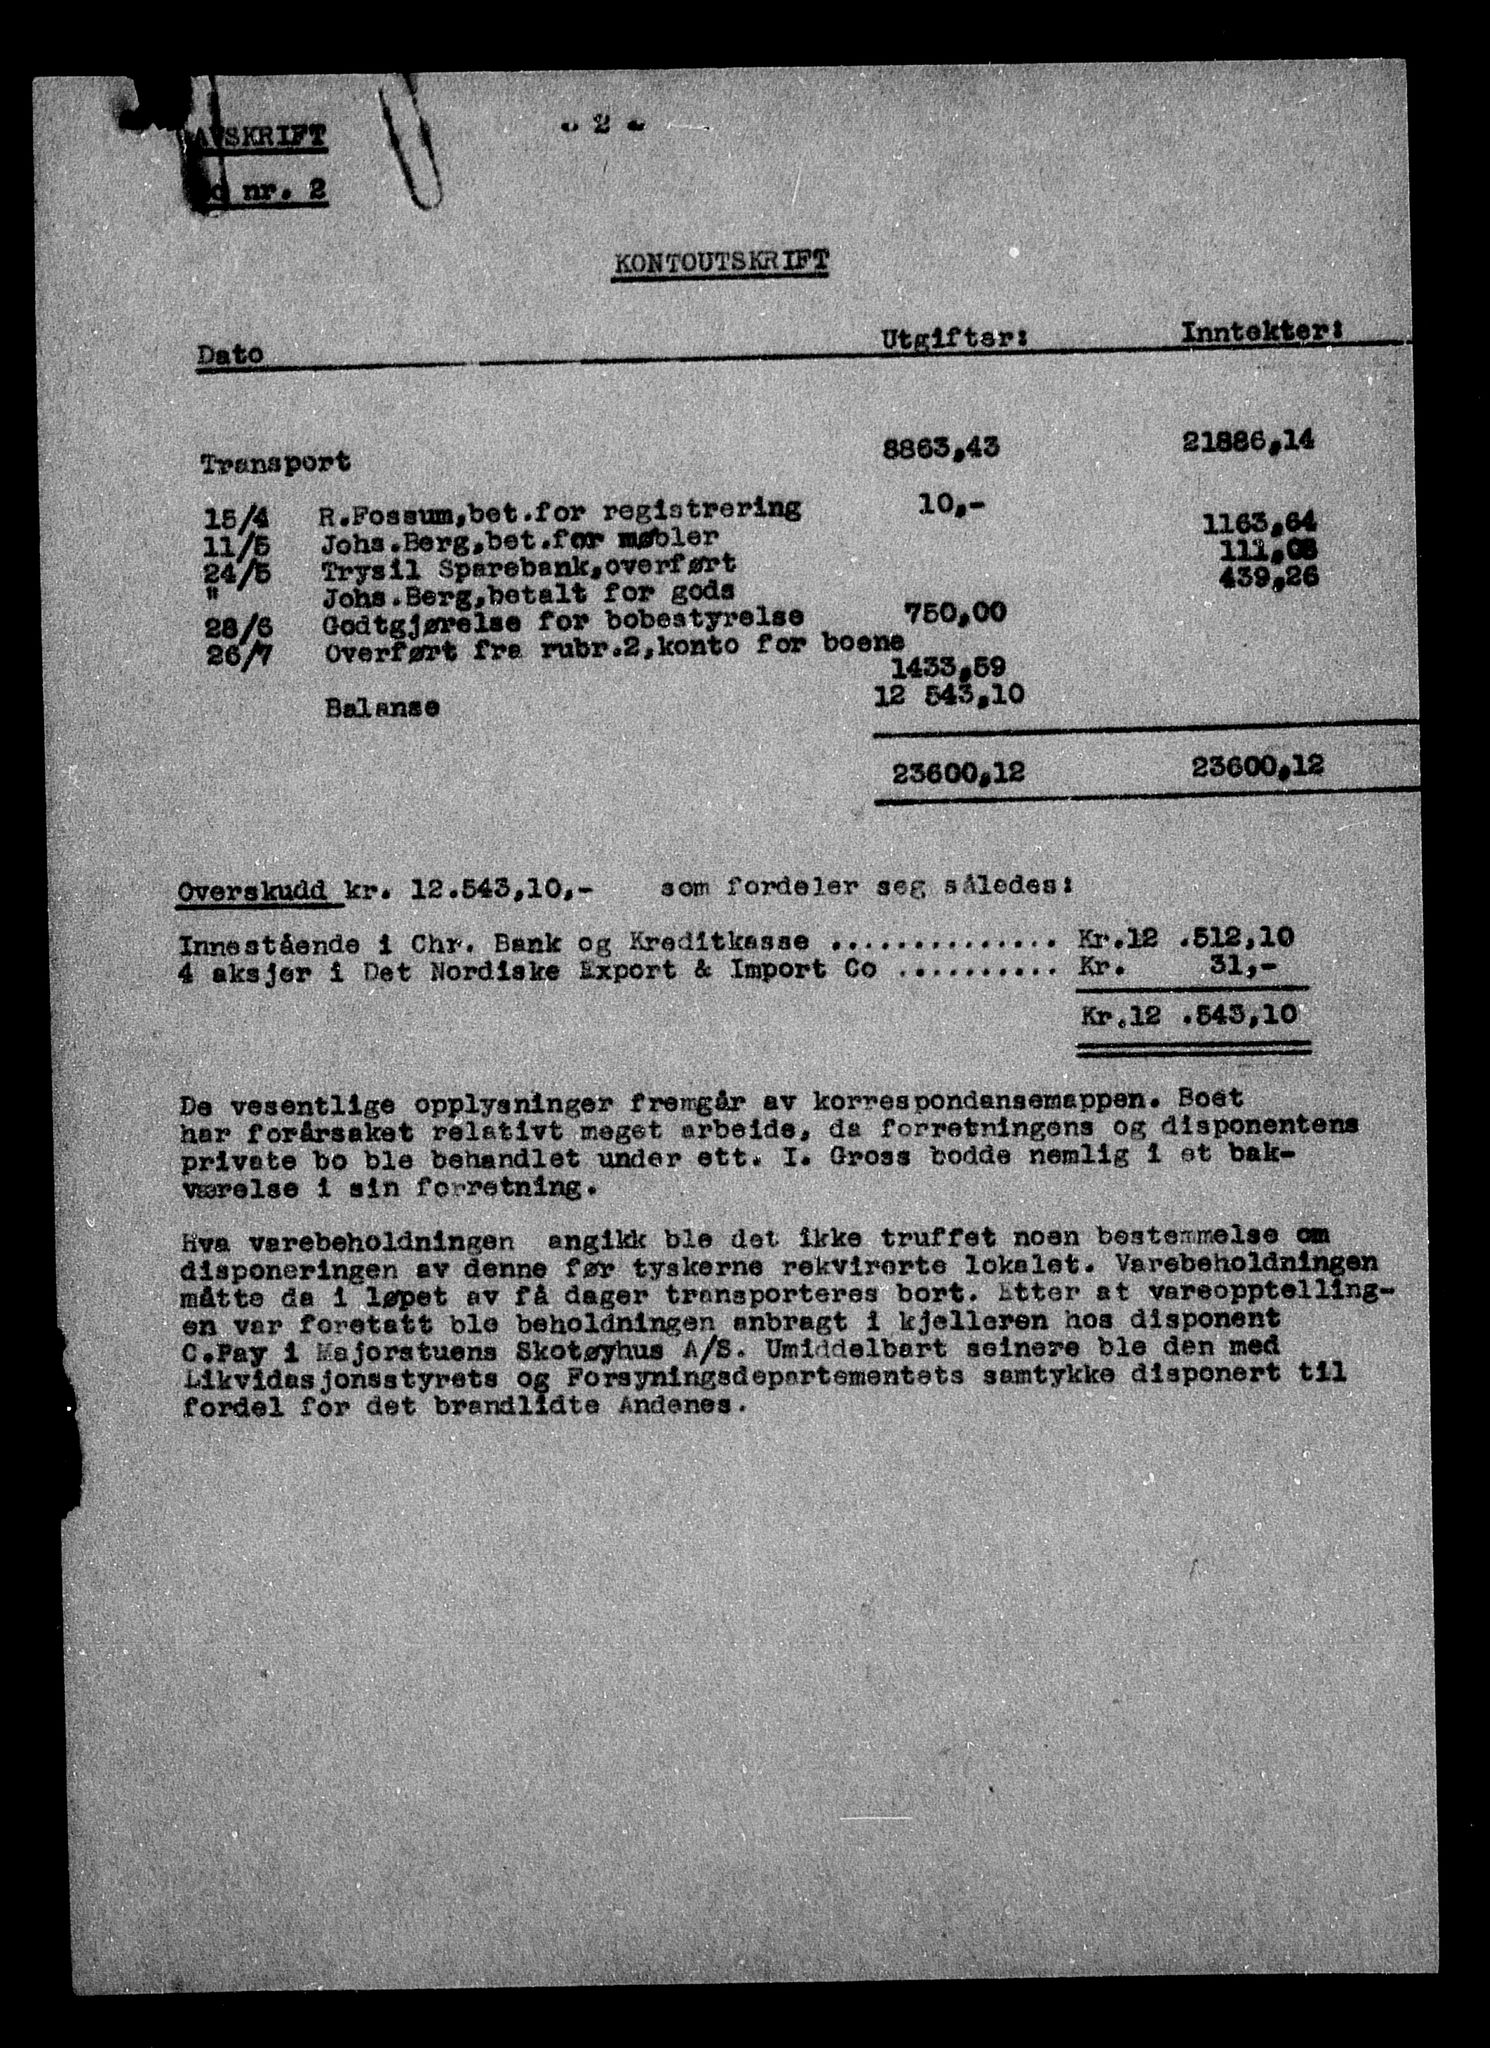 AVSKRIFT
- 2 -
nr. 2
KONTOUTSKRIFT
Dato Utgifter: Inntekter:
Transport 8863,43 21886,14
15/4 R.Fossum,bet.for registrering 10,-
11/5 Johs.Berg,bet.for møbler 1163,64
24/5 Trysil Sparebank,overført 111,08
" Johs.Berg,betalt for gods 439,26
28/6 Godtgjørelse for bobestyrelse 750,00
26/7 Overført fra rubr.2,konto for boene
1433,59
Balanse 12 543,10
23600,12 23600,12
Overskudd kr. 12.543,10,- som fordeler seg således:
Innestående i Chr. Bank og Kreditkasse .............. Kr.12 .512,10
4 aksjer i Det Nordiske Export & Import Co .......... Kr. 31,-
Kr.12 .543,10
De vesentlige opplysninger fremgår av korrespondansemappen. Boet
har forårsaket relativt meget arbeide, da forretningens og disponentens
private bo ble behandlet under ett. I. Gross bodde nemlig i et bak-
værelse i sin forretning.
Hva varebeholdningen angikk ble det ikke truffet noen bestemmelse om
disponeringen av denne før tyskerne rekvirerte lokalet. Varebeholdningen
måtte da i løpet av få dager transporteres bort. Etter at vareopptelling-
en var foretatt ble beholdningen anbragt i kjelleren hos disponent
C.Pay i Majorstuens Skotøyhus A/S. Umiddelbart seinere ble den med
Likvidasjonsstyrets og Forsyningsdepartementets samtykke disponert til
fordel for det brandlidte Andenes.